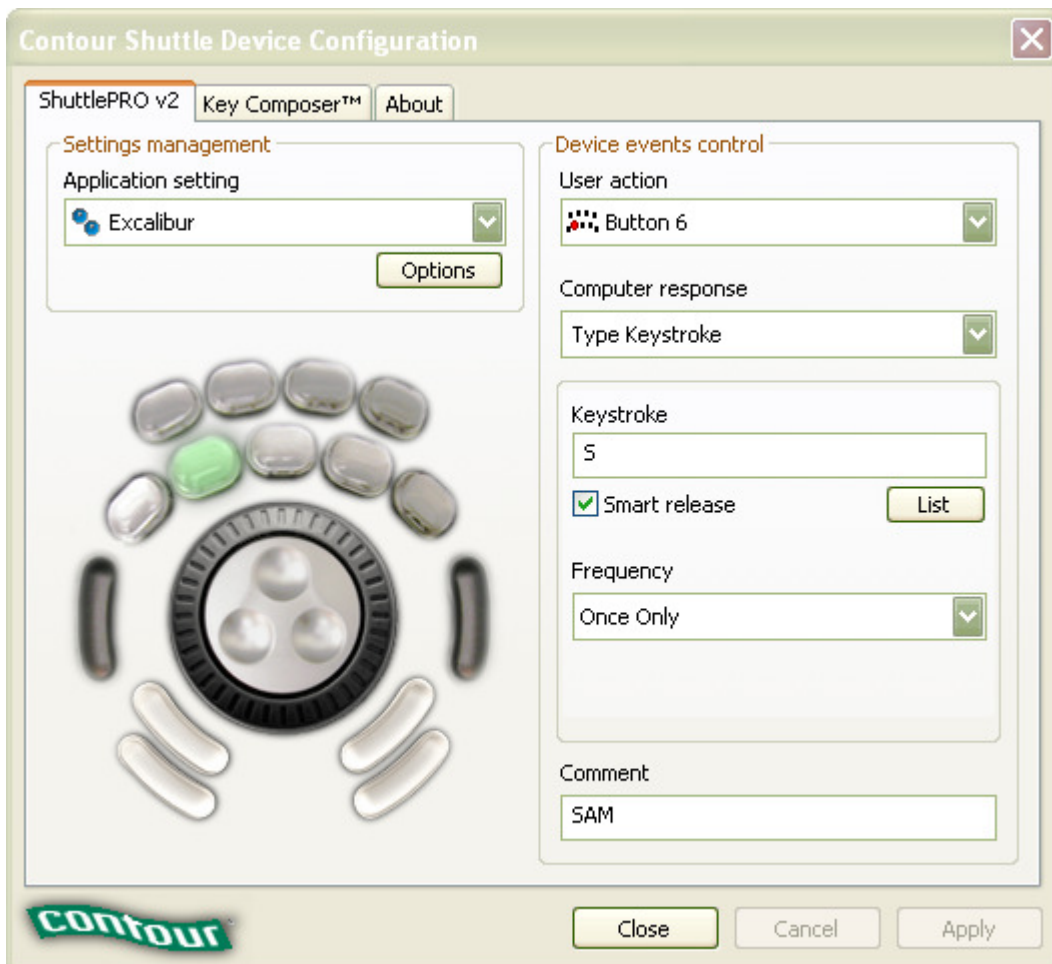 Contour Shuttle Device Configuration
ShuttlePRO v2
Key Composer™
About
Settings management
Application setting
Excalibur
Options
Device events control
User action
Button 6
Computer response
Type Keystroke
Keystroke
S
Smart release
List
Frequency
Once Only
Comment
SAM
contour
Close
Cancel
Apply